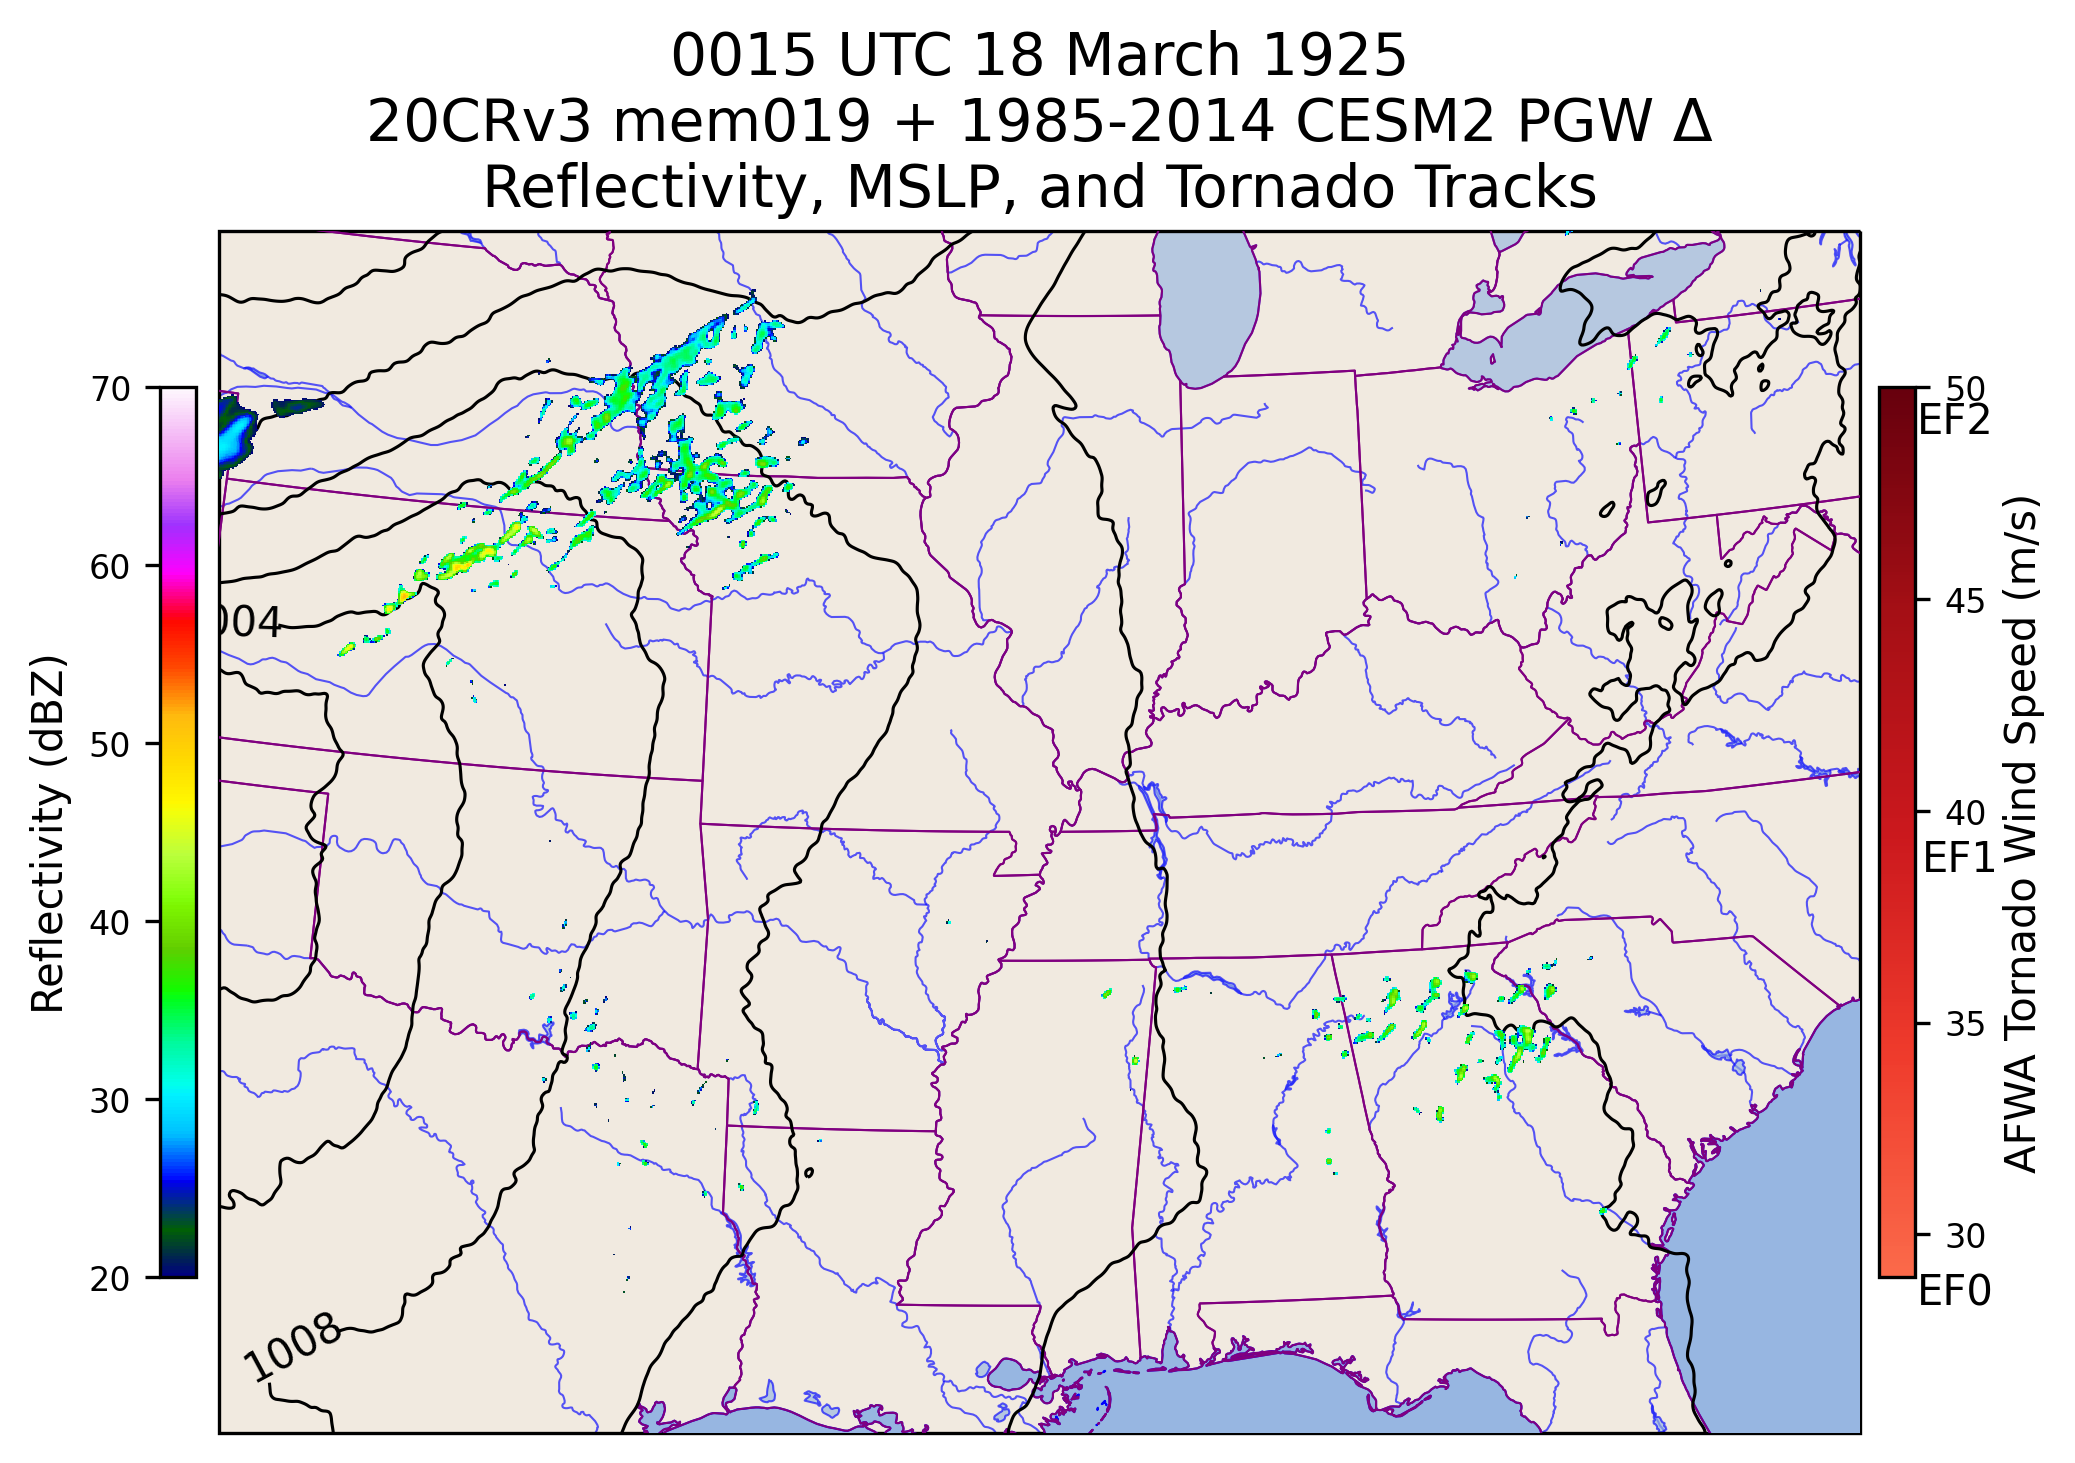 0015 UTC 18 March 1925
20CRv3 mem019 + 1985-2014 CESM2 PGW Δ
Reflectivity, MSLP, and Tornado Tracks
70
60
50
40
30
20
Reflectivity (dBZ)
004
1008
50
EF2
45
40
EF1
35
30
EF0
AFWA Tornado Wind Speed (m/s)